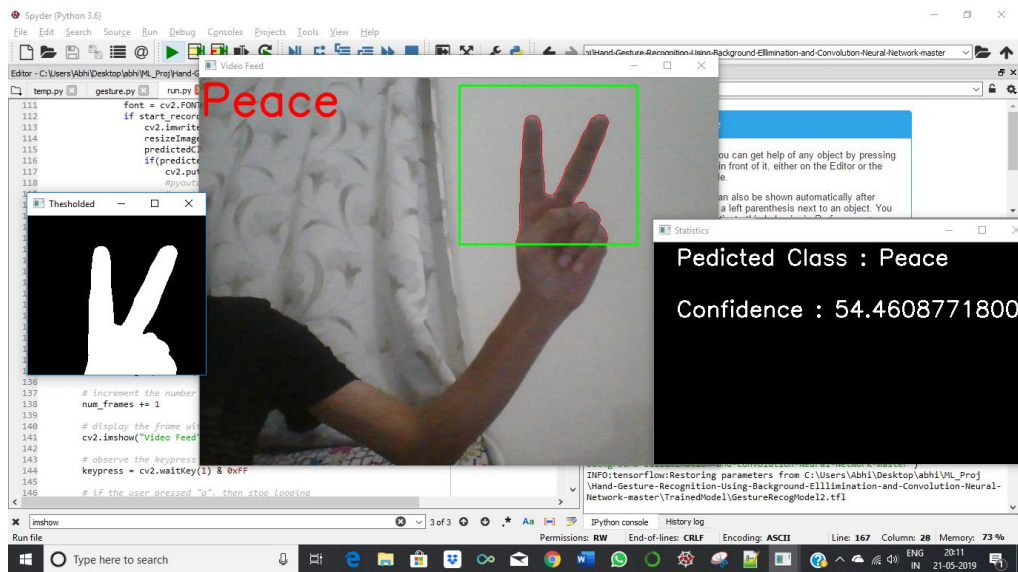 Spyder (Python 3.6)
File Edit Search Source Run Debug Consoles Projects Tools View Help
Video Feed
Editor - C:\Users\Abhi\Desktop\abhi\ML_Proj\Hand-G
temp.py gesture.py run.py
Peace
111 font = cv2.FON
112 if start_recor
113 cv2.imwrite
114 resizeImage
115 predictedCl
116 if(predicte
117 cv2.put
118 #pyaut
Thesholded
136
137 # increment the number
138 num_frames += 1
139
140 # display the frame wit
141 cv2.imshow("Video Feed"
142
143 # observe the keypress
144 keypress = cv2.waitKey(1) & 0xFF
145
146 # if the user pressed "q", then stop looping
ou can get help of any object by pressing
in front of it, either on the Editor or the
le.
an also be shown automatically after
a left parenthesis next to an object. You
Statistics
Pedicted Class : Peace
Confidence : 54.4608771800
INFO:tensorflow:Restoring parameters from C:\Users\Abhi\Desktop\abhi\ML_Proj
\Hand-Gesture-Recognition-Using-Background-Elllimination-and-Convolution-Neural-
Network-master\TrainedModel\GestureRecogModel2.tfl
imshow 3 of 3 Aa
IPython console History log
Run file Permissions: RW End-of-lines: CRLF Encoding: ASCII Line: 167 Column: 28 Memory: 73 %
Type here to search
ENG 20:11
IN 21-05-2019